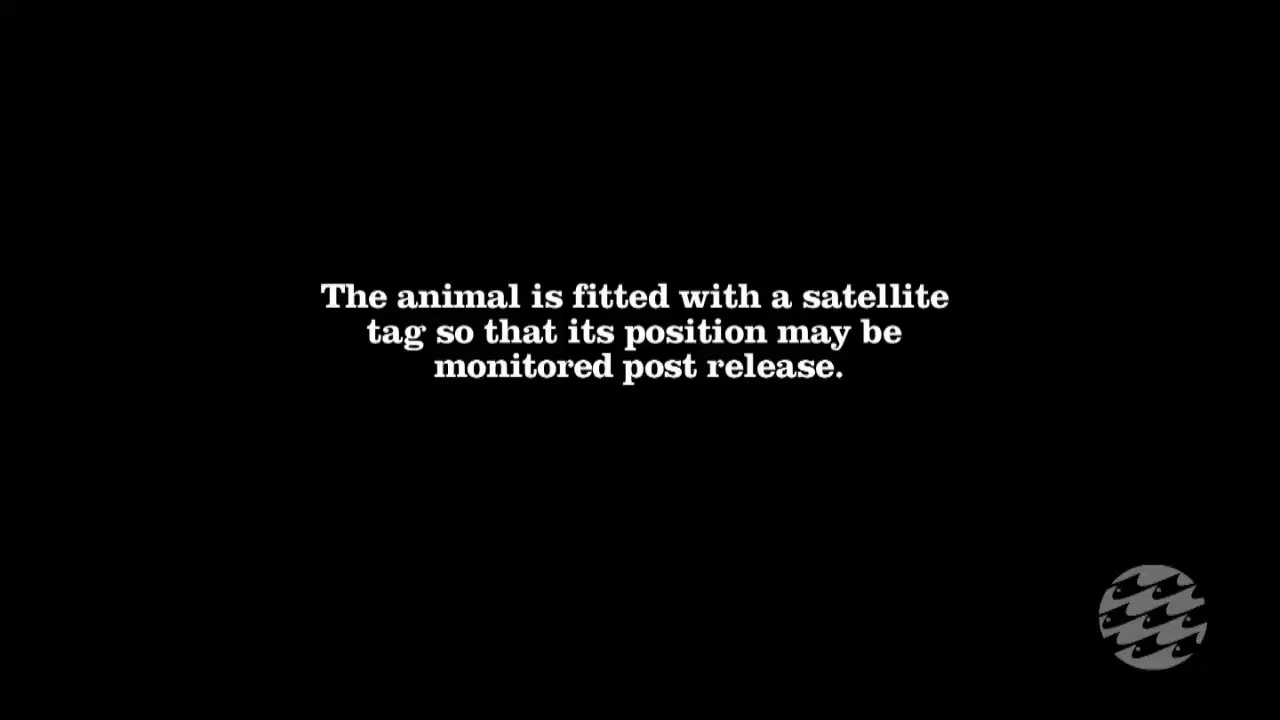 The animal is fitted with a satellite
tag so that its position may be
monitored post release.